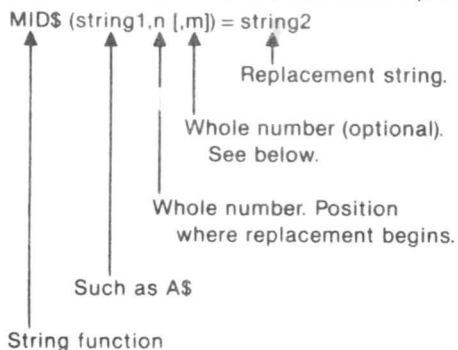 MID$ (string1,n [,m]) = string2
Replacement string.
Whole number (optional).
See below.
Whole number. Position
where replacement begins.
Such as A$
String function